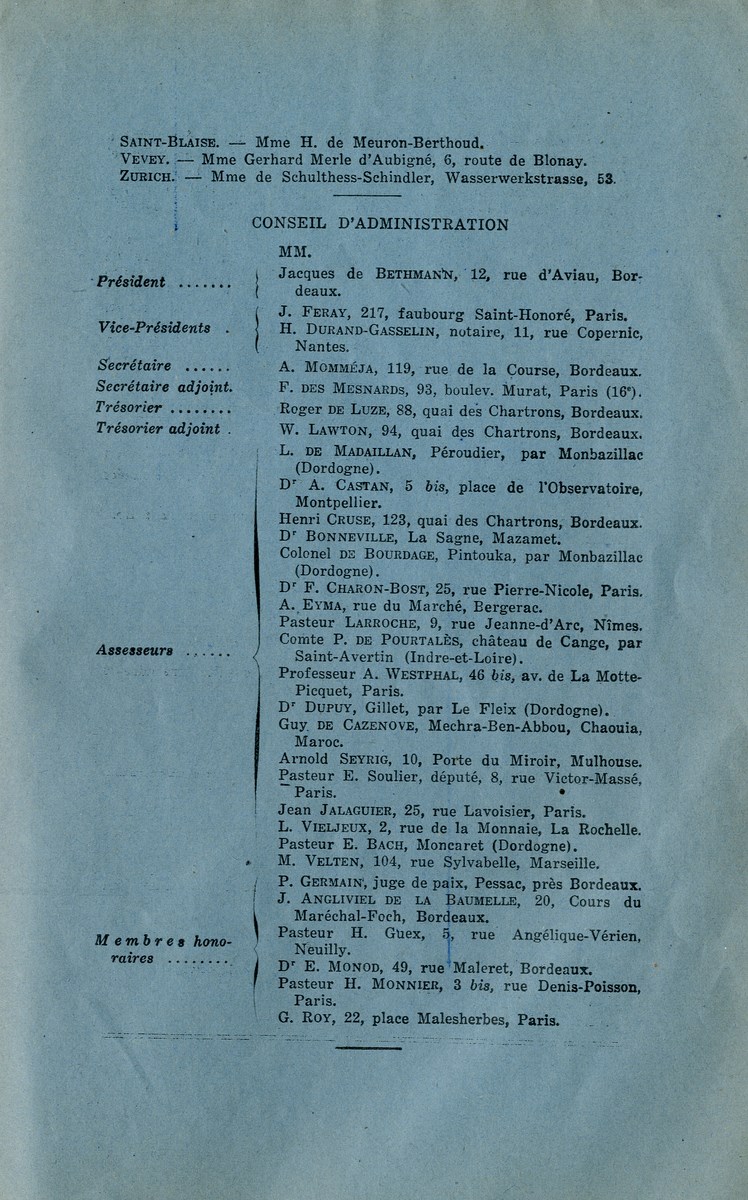 SAINT-BLAISE. — Mme H. de Meuron-Berthoud.
VEVEY. — Mme Gerhard Merle d'Aubigné, 6, route de Blonay.
ZURICH. — Mme de Schulthess-Schindler, Wasserwerkstrasse, 53.
CONSEIL D'ADMINISTRATION
MM.
Président ....... Jacques de BETHMANN, 12, rue d'Aviau, Bor-
deaux.
J. FERAY, 217, faubourg Saint-Honoré, Paris.
Vice-Présidents . H. DURAND-GASSELIN, notaire, 11, rue Copernic,
Nantes.
Secrétaire ...... A. MOMMÉJA, 119, rue de la Course, Bordeaux.
Secrétaire adjoint. F. DES MESNARDS, 93, boulev. Murat, Paris (16e).
Trésorier ........ Roger DE LUZE, 88, quai des Chartrons, Bordeaux.
Trésorier adjoint . W. LAWTON, 94, quai des Chartrons, Bordeaux.
L. DE MADAILLAN, Péroudier, par Monbazillac
(Dordogne).
Dr A. CASTAN, 5 bis, place de l'Observatoire,
Montpellier.
Henri CRUSE, 123, quai des Chartrons, Bordeaux.
Dr BONNEVILLE, La Sagne, Mazamet.
Colonel DE BOURDAGE, Pintouka, par Monbazillac
(Dordogne).
Dr F. CHARON-BOST, 25, rue Pierre-Nicole, Paris.
A. EYMA, rue du Marché, Bergerac.
Pasteur LARROCHE, 9, rue Jeanne-d'Arc, Nîmes.
Comte P. DE POURTALÈS, château de Cange, par
Assesseurs ...... Saint-Avertin (Indre-et-Loire).
Professeur A. WESTPHAL, 46 bis, av. de La Motte-
Picquet, Paris.
Dr DUPUY, Gillet, par Le Fleix (Dordogne).
Guy DE CAZENOVE, Mechra-Ben-Abbou, Chaouia,
Maroc.
Arnold SEYRIG, 10, Porte du Miroir, Mulhouse.
Pasteur E. Soulier, député, 8, rue Victor-Massé,
Paris.
Jean JALAGUIER, 25, rue Lavoisier, Paris.
L. VIELJEUX, 2, rue de la Monnaie, La Rochelle.
Pasteur E. BACH, Moncaret (Dordogne).
M. VELTEN, 104, rue Sylvabelle, Marseille.
P. GERMAIN, juge de paix, Pessac, près Bordeaux.
J. ANGLIVIEL DE LA BAUMELLE, 20, Cours du
Maréchal-Foch, Bordeaux.
Membres hono- Pasteur H. Guex, 5, rue Angélique-Vérien,
raires ........ Neuilly.
Dr E. MONOD, 49, rue Maleret, Bordeaux.
Pasteur H. MONNIER, 3 bis, rue Denis-Poisson,
Paris.
G. ROY, 22, place Malesherbes, Paris.